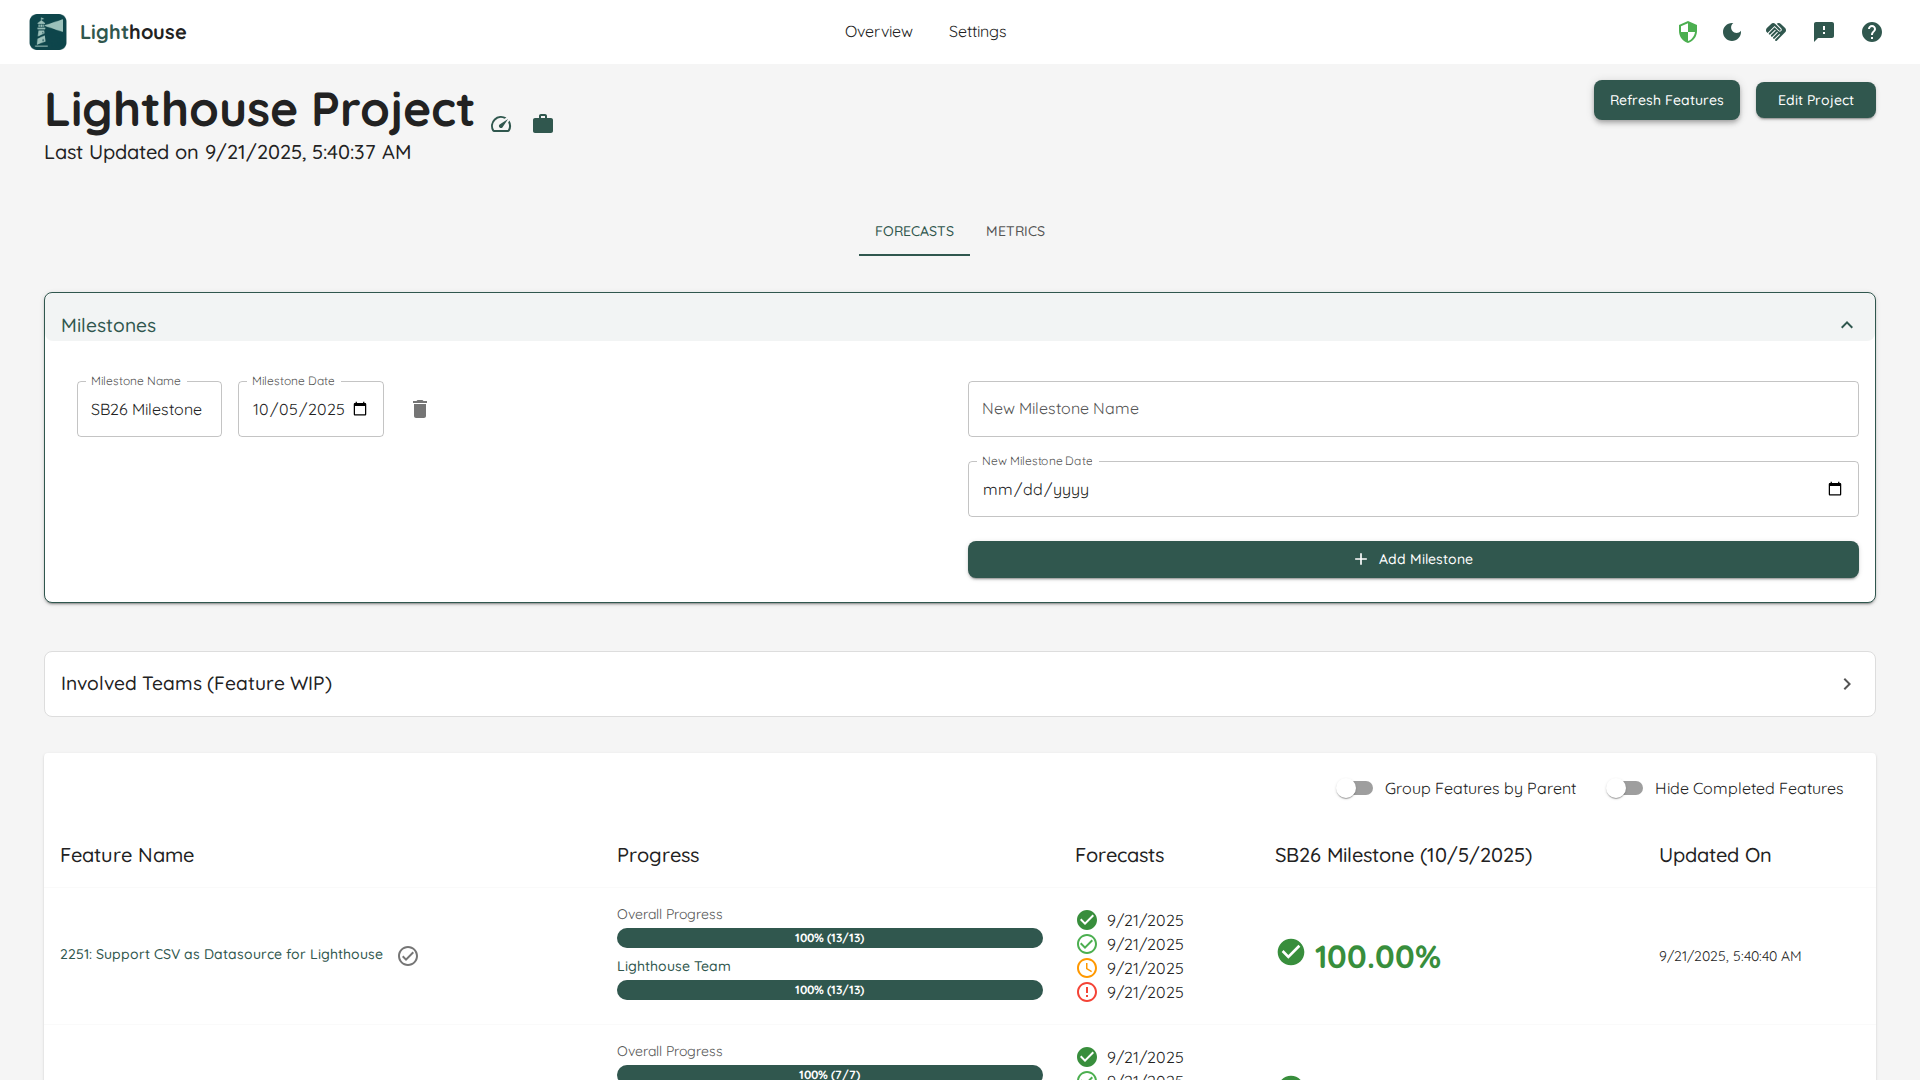 Lighthouse
Overview
Settings
Lighthouse Project
Refresh Features
Edit Project
Last Updated on 9/21/2025, 5:40:37 AM
FORECASTS
METRICS
Milestones
Milestone Name
SB26 Milestone
Milestone Date
10/05/2025
New Milestone Name
New Milestone Date
mm/dd/yyyy
Add Milestone
Involved Teams (Feature WIP)
Group Features by Parent
Hide Completed Features
Feature Name
Progress
Forecasts
SB26 Milestone (10/5/2025)
Updated On
2251: Support CSV as Datasource for Lighthouse
Overall Progress
100% (13/13)
Lighthouse Team
100% (13/13)
9/21/2025
9/21/2025
9/21/2025
9/21/2025
100.00%
9/21/2025, 5:40:40 AM
Overall Progress
100% (7/7)
9/21/2025
9/21/2025